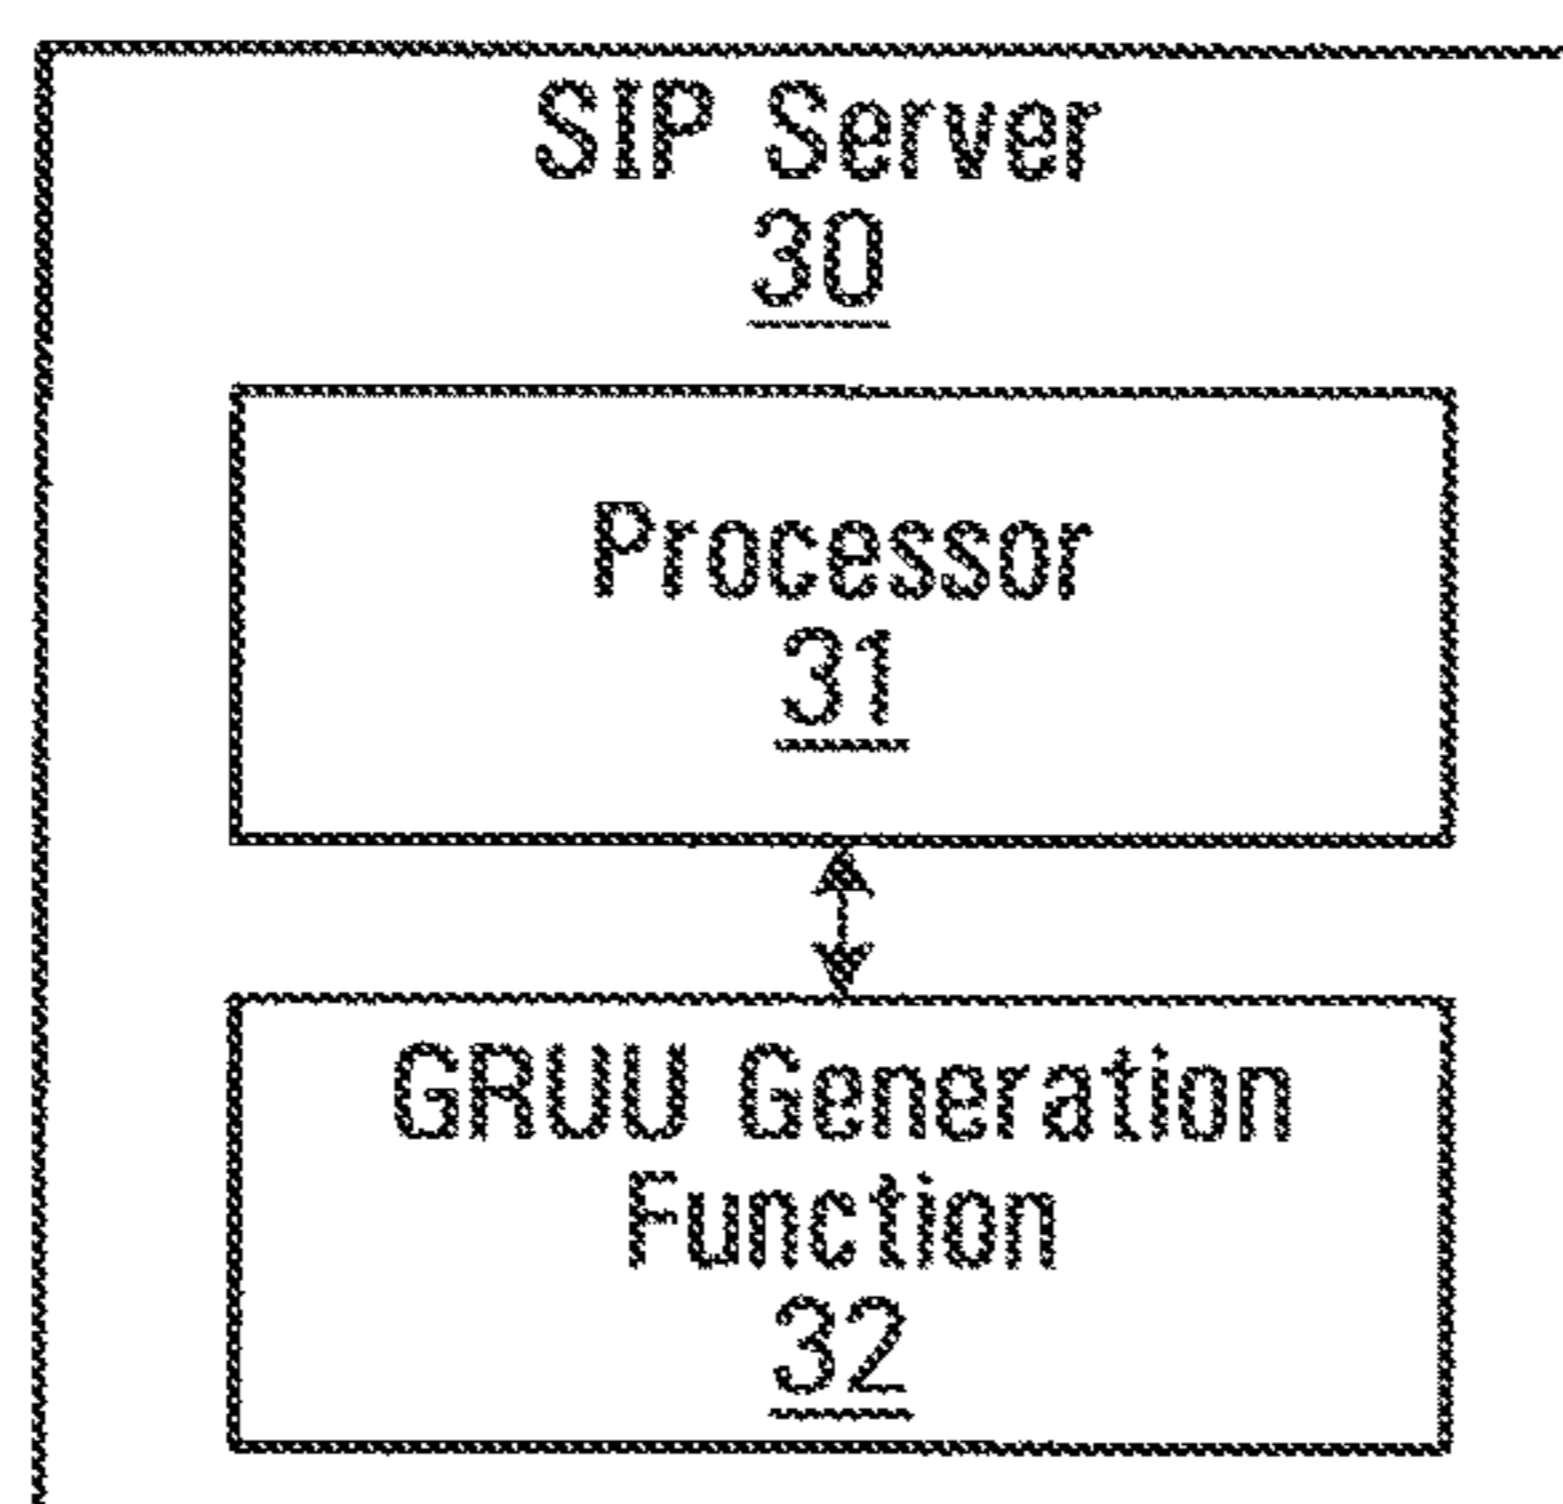 SIP Server
30
Processor
31
GRUU Generation
Function
32